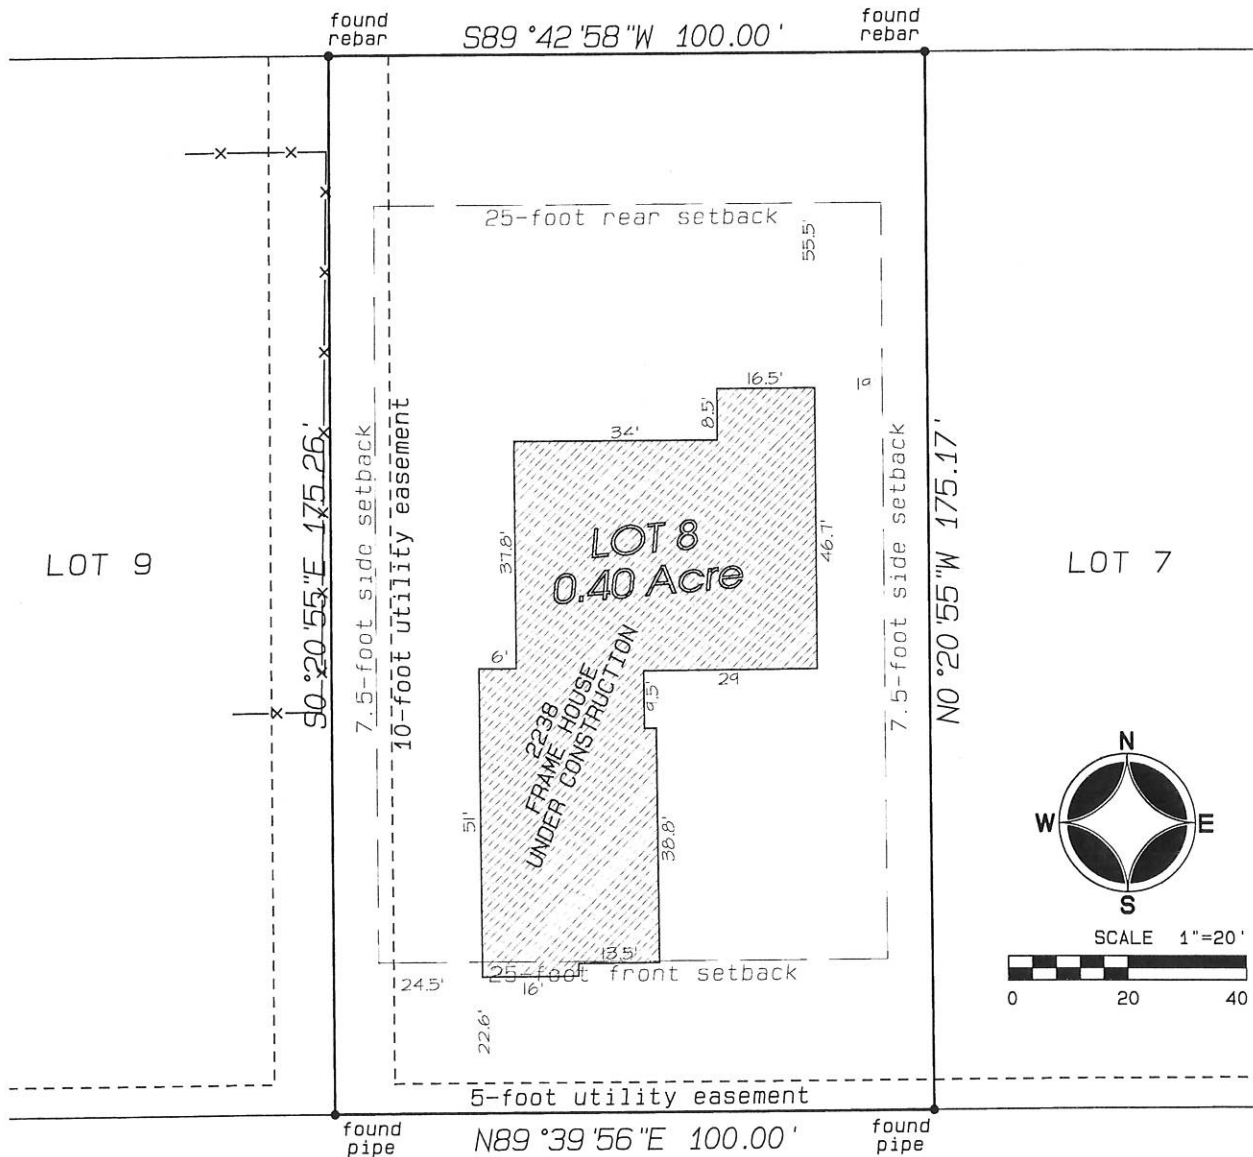 found
rebar
S89°42'58"W 100.00'
found
rebar
25-foot rear setback
55.5'
16.5'
19
8.5'
34'
S0°20'55"E 175.26'
7.5-foot side setback
10-foot utility easement
37.8'
LOT 8
0.40 Acre
46.7'
7.5-foot side setback
N0°20'55"W 175.17'
LOT 9
LOT 7
6'
29
9.5'
2238
FRAME HOUSE
UNDER CONSTRUCTION
51'
38.8'
N
W
E
S
SCALE 1"=20'
0 20 40
13.5'
25-foot front setback
24.5'
16'
22.6'
5-foot utility easement
found
pipe
N89°39'56"E 100.00'
found
pipe